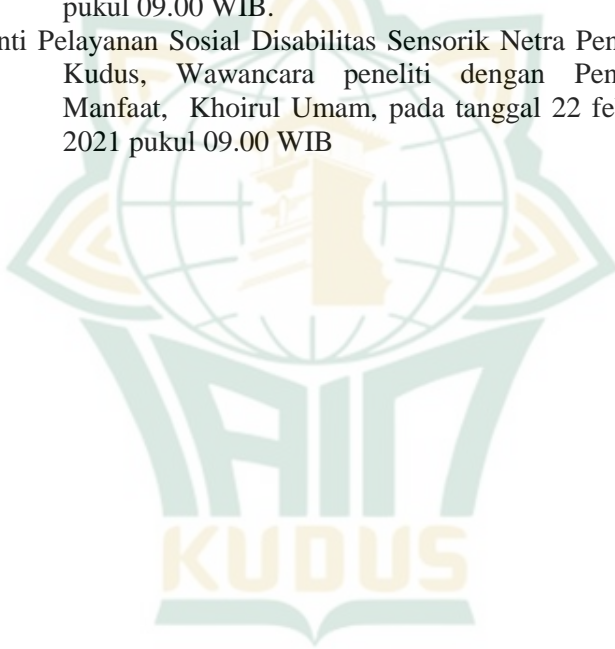 pukul 09.00 WIB.
nti Pelayanan Sosial Disabilitas Sensorik Netra Pen
Kudus, Wawancara peneliti dengan Pen
Manfaat, Khoirul Umam, pada tanggal 22 fe
2021 pukul 09.00 WIB
IAIN
KUDUS